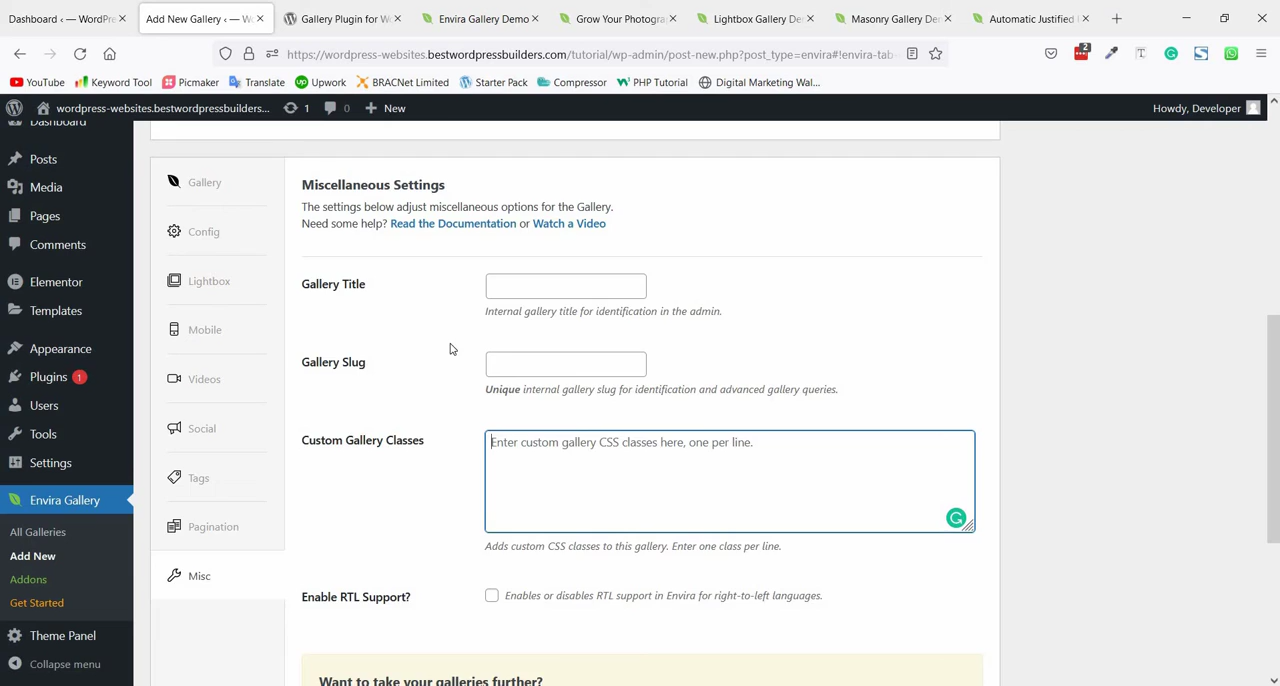 Dashboard ‹ — WordPre
Add New Gallery ‹ — Wo
Gallery Plugin for W
Envira Gallery Demo
Grow Your Photogra
Lightbox Gallery De
Masonry Gallery De
Automatic Justified
https://wordpress-websites.bestwordpressbuilders.com/tutorial/wp-admin/post-new.php?post_type=envira#!envira-tab-
2
YouTube
Keyword Tool
Picmaker
Translate
Upwork
BRACNet Limited
Starter Pack
Compressor
PHP Tutorial
Digital Marketing Wal...
wordpress-websites.bestwordpressbuilders...
1
0
New
Howdy, Developer
Dashboard
Posts
Media
Pages
Comments
Elementor
Templates
Appearance
Plugins 1
Users
Tools
Settings
Envira Gallery
All Galleries
Add New
Addons
Get Started
Theme Panel
Collapse menu
Gallery
Config
Lightbox
Mobile
Videos
Social
Tags
Pagination
Misc
Miscellaneous Settings
The settings below adjust miscellaneous options for the Gallery.
Need some help? Read the Documentation or Watch a Video
Gallery Title
Internal gallery title for identification in the admin.
Gallery Slug
Unique internal gallery slug for identification and advanced gallery queries.
Custom Gallery Classes
Enter custom gallery CSS classes here, one per line.
Adds custom CSS classes to this gallery. Enter one class per line.
Enable RTL Support?
Enables or disables RTL support in Envira for right-to-left languages.
Want to take your galleries further?